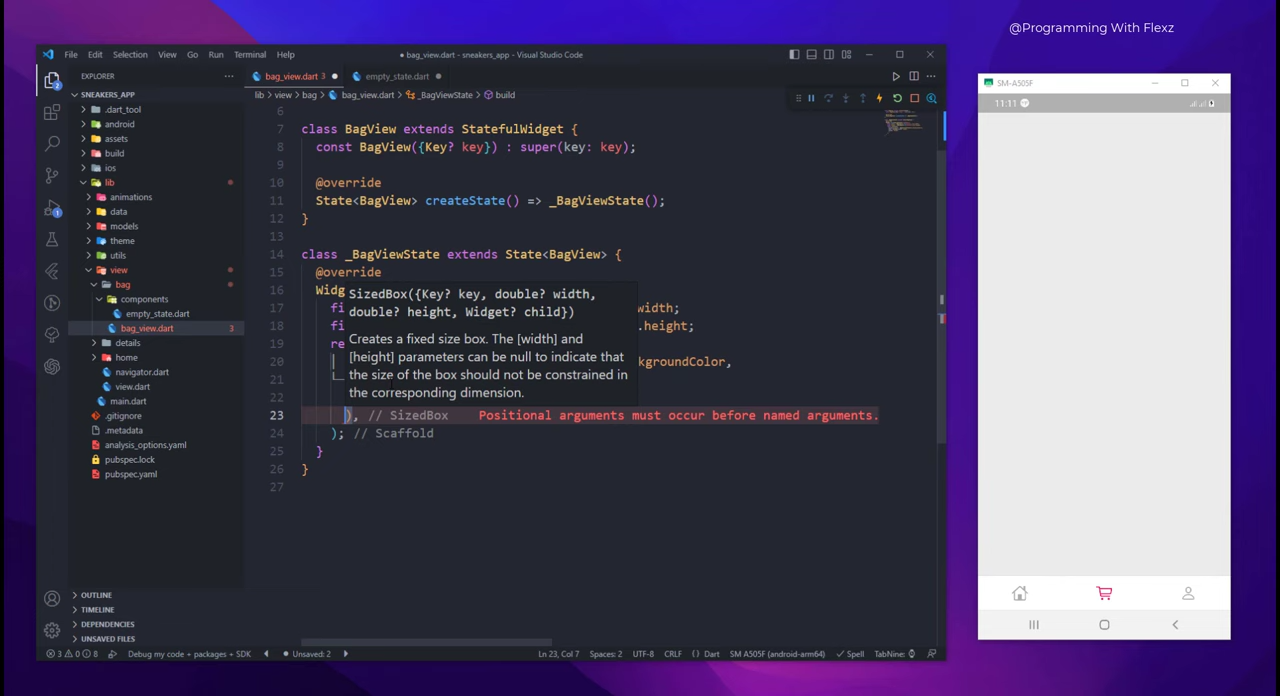 @Programming With Flexz
File Edit Selection View Go Run Terminal Help
● bag_view.dart - sneakers_app - Visual Studio Code
SM-A505F
EXPLORER
bag_view.dart 3
empty_state.dart
SNEAKERS_APP
lib > view > bag > bag_view.dart > _BagViewState > build
11:11
.dart_tool
android
assets
build
ios
lib
animations
data
models
theme
utils
view
bag
components
empty_state.dart
bag_view.dart 3
details
home
navigator.dart
view.dart
main.dart
.gitignore
.metadata
analysis_options.yaml
pubspec.lock
pubspec.yaml
6
7 class BagView extends StatefulWidget {
8 const BagView({Key? key}) : super(key: key);
9
10 @override
11 State<BagView> createState() => _BagViewState();
12 }
13
14 class _BagViewState extends State<BagView> {
15 @override
16 Widg
17 fi width;
18 fi .height;
19 re
20 kgroundColor,
21
SizedBox({Key? key, double? width,
double? height, Widget? child})
Creates a fixed size box. The [width] and
[height] parameters can be null to indicate that
the size of the box should not be constrained in
the corresponding dimension.
22
23 ), // SizedBox Positional arguments must occur before named arguments.
24 ); // Scaffold
25 }
26 }
27
OUTLINE
TIMELINE
DEPENDENCIES
UNSAVED FILES
3 0 8 Debug my code + packages + SDK Unsaved: 2 Ln 23, Col 7 Spaces: 2 UTF-8 CRLF {} Dart SM A505F (android-arm64) Spell TabNine:
2
1